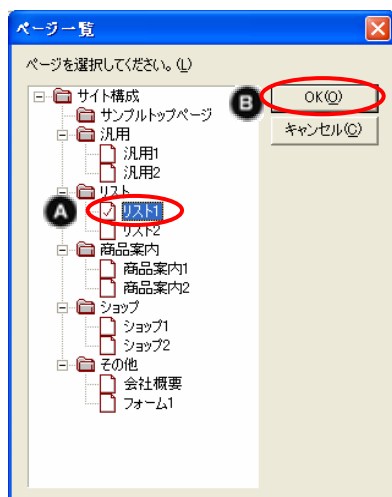 ページ一覧
ページを選択してください。(L)
サイト構成
サンプルトップページ
汎用
汎用1
汎用2
リスト
リスト1
リスト2
商品案内
商品案内1
商品案内2
ショップ
ショップ1
ショップ2
その他
会社概要
フォーム1
A
B
OK(O)
キャンセル(C)